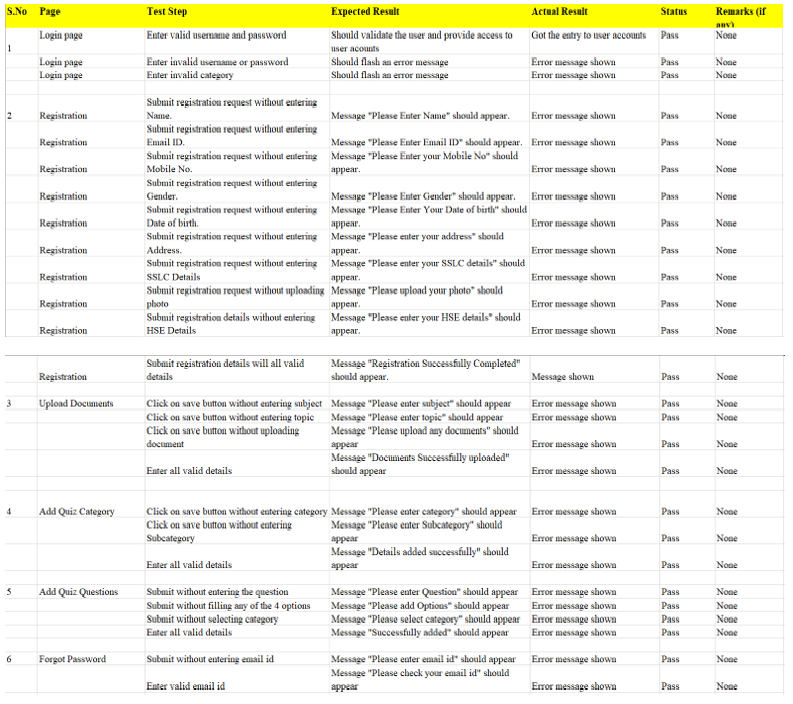 S.No Page Test Step Expected Result Actual Result Status Remarks (if any)
1 Login page Enter valid username and password Should validate the user and provide access to user acounts Got the entry to user accounts Pass None
Login page Enter invalid username or password Should flash an error message Error message shown Pass None
Login page Enter invalid category Should flash an error message Error message shown Pass None
2 Registration Submit registration request without entering Name. Message "Please Enter Name" should appear. Error message shown Pass None
Registration Submit registration request without entering Email ID. Message "Please Enter Email ID" should appear. Error message shown Pass None
Registration Submit registration request without entering Mobile No. Message "Please Enter your Mobile No" should appear. Error message shown Pass None
Registration Submit registration request without entering Gender. Message "Please Enter Gender" should appear. Error message shown Pass None
Registration Submit registration request without entering Date of birth. Message "Please Enter Your Date of birth" should appear. Error message shown Pass None
Registration Submit registration request without entering Address. Message "Please enter your address" should appear. Error message shown Pass None
Registration Submit registration request without entering SSLC Details Message "Please enter your SSLC details" should appear. Error message shown Pass None
Registration Submit registration request without uploading photo Message "Please upload your photo" should appear. Error message shown Pass None
Registration Submit registration details without entering HSE Details Message "Please enter your HSE details" should appear. Error message shown Pass None
Registration Submit registration details will all valid details Message "Registration Successfully Completed" should appear. Message shown Pass None
3 Upload Documents Click on save button without entering subject Message "Please enter subject" should appear Error message shown Pass None
Click on save button without entering topic Message "Please enter topic" should appear Error message shown Pass None
Click on save button without uploading document Message "Please upload any documents" should appear Error message shown Pass None
Enter all valid details Message "Documents Successfully uploaded" should appear Error message shown Pass None
4 Add Quiz Category Click on save button without entering category Message "Please enter category" should appear Error message shown Pass None
Click on save button without entering Subcategory Message "Please enter Subcategory" should appear Error message shown Pass None
Enter all valid details Message "Details added successfully" should appear Error message shown Pass None
5 Add Quiz Questions Submit without entering the question Message "Please enter Question" should appear Error message shown Pass None
Submit without filling any of the 4 options Message "Please add Options" should appear Error message shown Pass None
Submit without selecting category Message "Please select category" should appear Error message shown Pass None
Enter all valid details Message "Successfully added" should appear Error message shown Pass None
6 Forgot Password Submit without entering email id Message "Please enter email id" should appear Error message shown Pass None
Enter valid email id Message "Please check your email id" should appear Error message shown Pass None